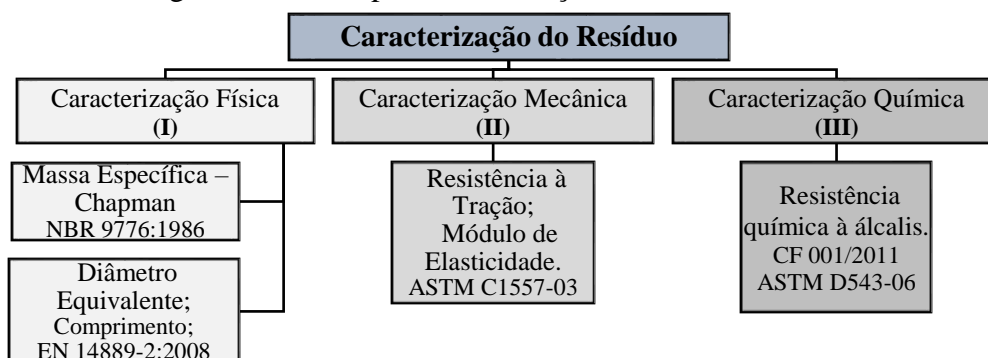 Caracterização do Resíduo
Caracterização Física
(I)
Massa Específica –
Chapman
NBR 9776:1986
Diâmetro
Equivalente;
Comprimento;
EN 14889-2:2008
Caracterização Mecânica
(II)
Resistência à
Tração;
Módulo de
Elasticidade.
ASTM C1557-03
Caracterização Química
(III)
Resistência
química à álcalis.
CF 001/2011
ASTM D543-06